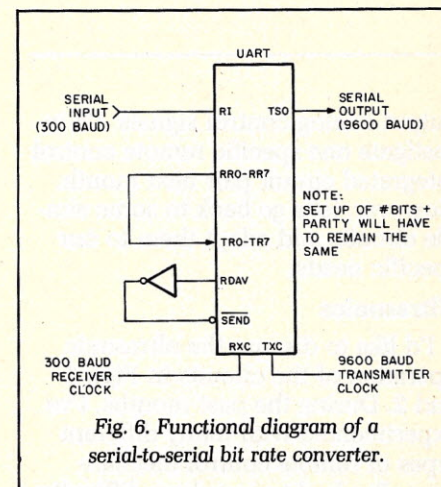 UART
SERIAL
INPUT
(300 BAUD)
RI
TSO
SERIAL
OUTPUT
(9600 BAUD)
RR0-RR7
NOTE:
SET UP OF #BITS +
PARITY WILL HAVE
TO REMAIN THE
SAME
TR0-TR7
RDAV
SEND
RXC
TXC
300 BAUD
RECEIVER
CLOCK
9600 BAUD
TRANSMITTER
CLOCK
Fig. 6. Functional diagram of a
serial-to-serial bit rate converter.